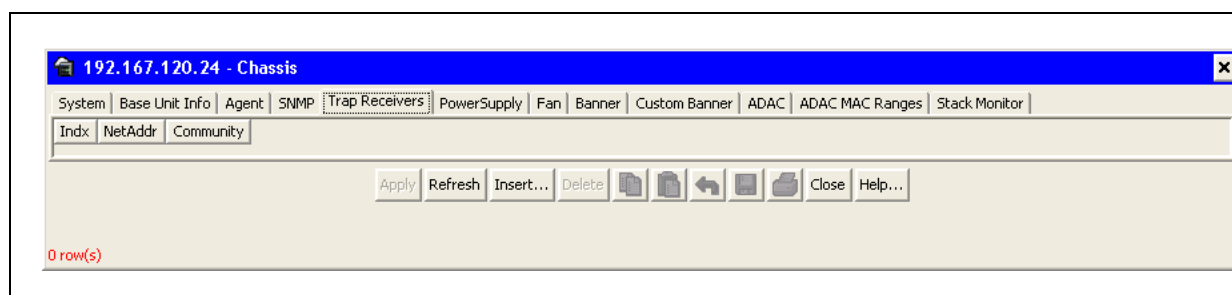 192.167.120.24 - Chassis
System Base Unit Info Agent SNMP Trap Receivers PowerSupply Fan Banner Custom Banner ADAC ADAC MAC Ranges Stack Monitor
Indx NetAddr Community
Apply Refresh Insert... Delete Close Help...
0 row(s)